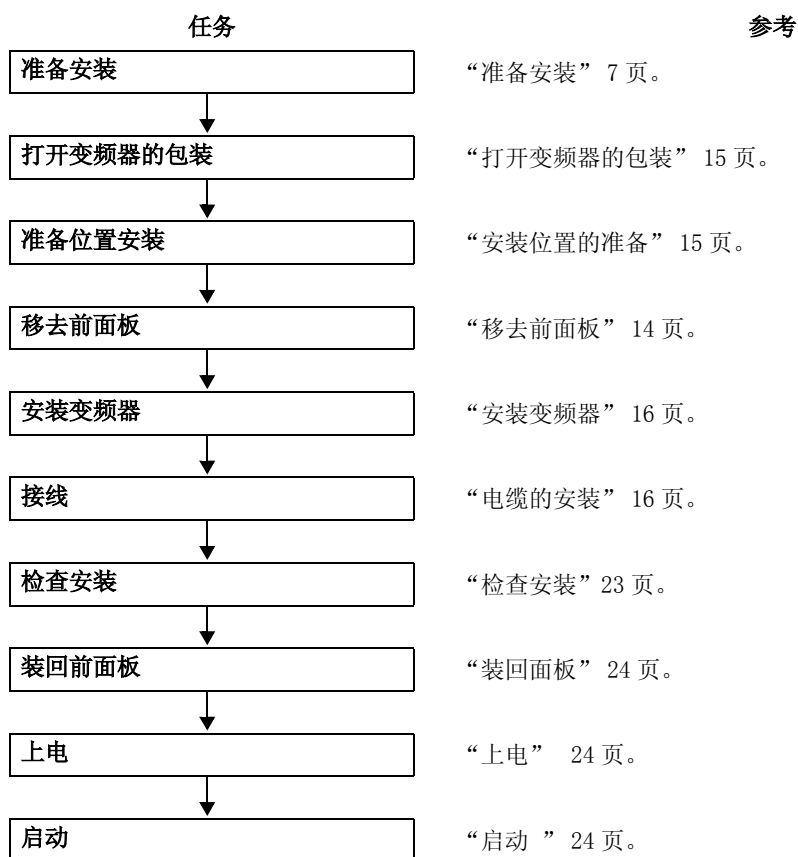 任务 参考
准备安装 “准备安装” 7 页。
打开变频器的包装 “打开变频器的包装” 15 页。
准备位置安装 “安装位置的准备” 15 页。
移去前面板 “移去前面板” 14 页。
安装变频器 “安装变频器” 16 页。
接线 “电缆的安装” 16 页。
检查安装 “检查安装”23 页。
装回前面板 “装回面板” 24 页。
上电 “上电” 24 页。
启动 “启动 ” 24 页。